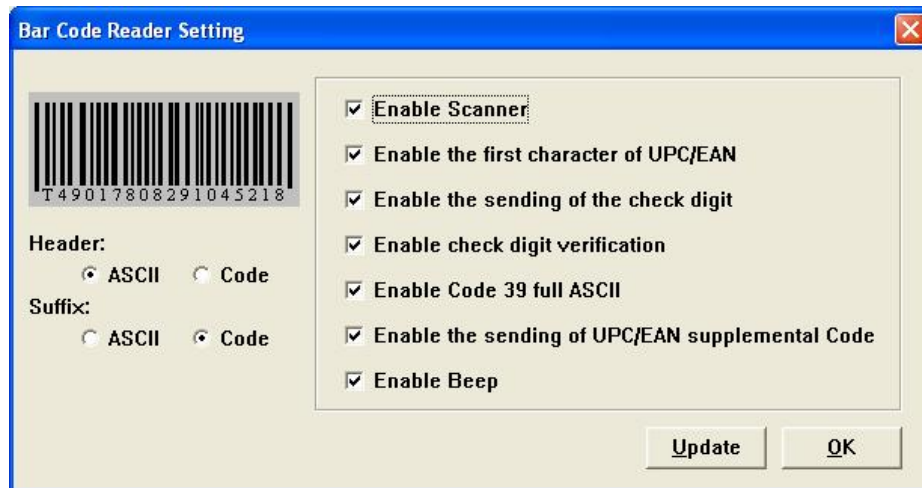 Bar Code Reader Setting
T4901780829104521​8
Header:
ASCII Code
Suffix:
ASCII Code
Enable Scanner
Enable the first character of UPC/EAN
Enable the sending of the check digit
Enable check digit verification
Enable Code 39 full ASCII
Enable the sending of UPC/EAN supplemental Code
Enable Beep
Update OK